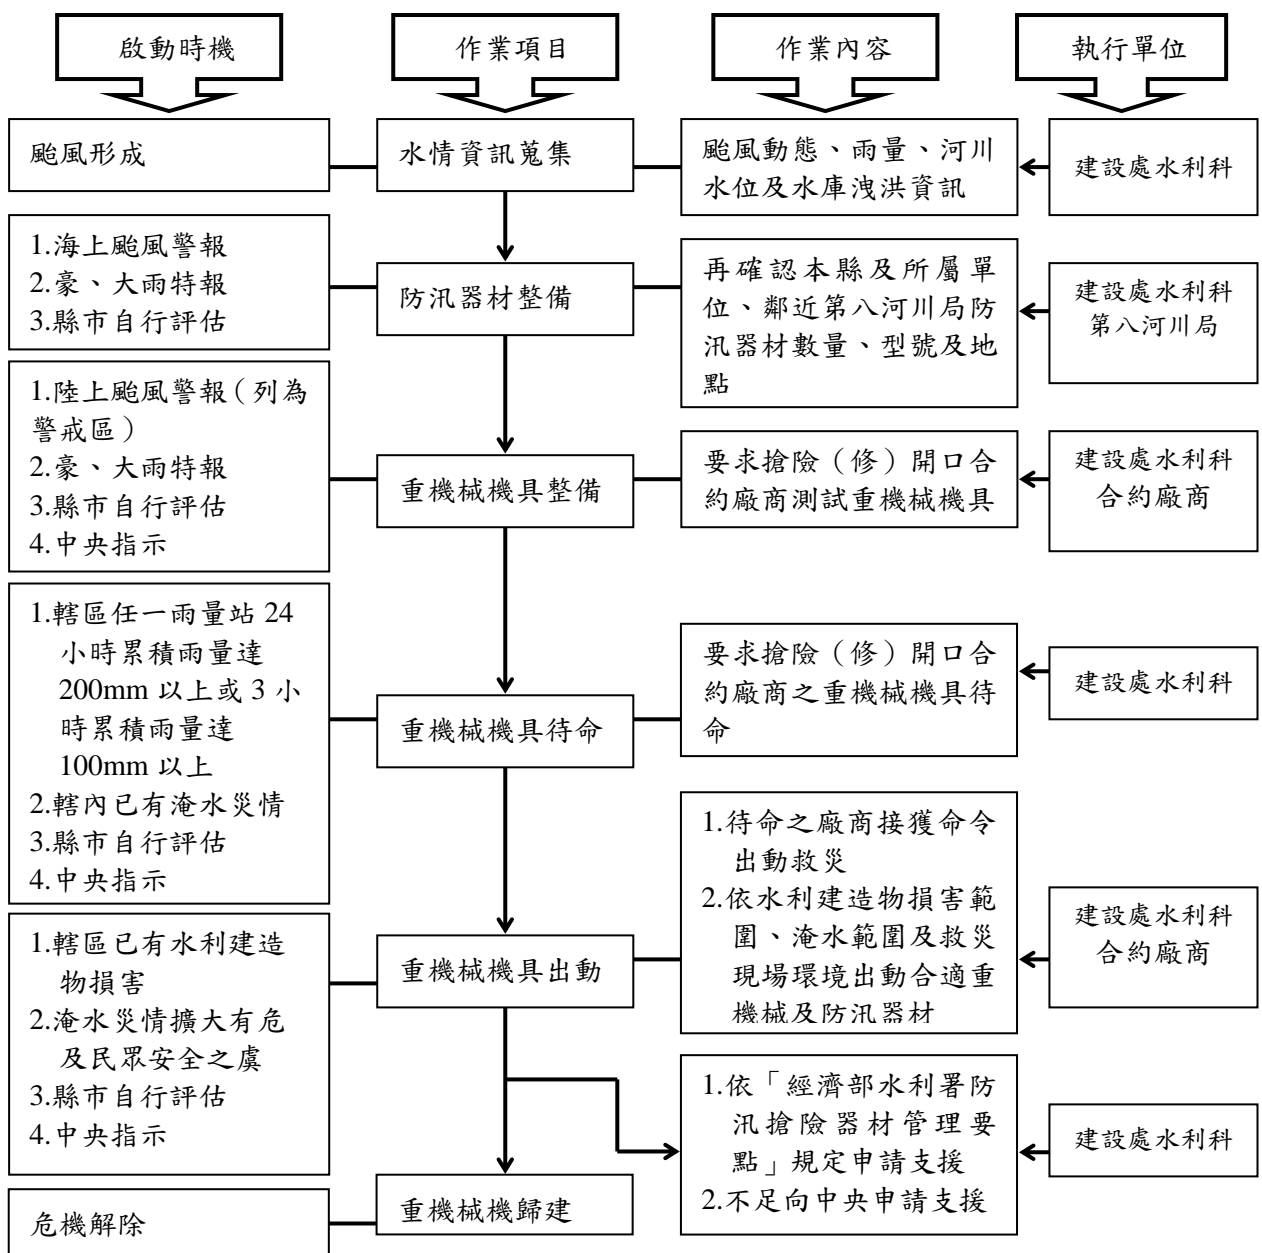 啟動時機
作業項目
作業內容
執行單位
颱風形成
水情資訊蒐集
颱風動態、雨量、河川
水位及水庫洩洪資訊
建設處水利科
1.海上颱風警報
2.豪、大雨特報
3.縣市自行評估
防汛器材整備
再確認本縣及所屬單
位、鄰近第八河川局防
汛器材數量、型號及地
點
建設處水利科
第八河川局
1.陸上颱風警報（列為
警戒區）
2.豪、大雨特報
3.縣市自行評估
4.中央指示
重機械機具整備
要求搶險（修）開口合
約廠商測試重機械機具
建設處水利科
合約廠商
1.轄區任一雨量站 24
小時累積雨量達
200mm 以上或 3 小
時累積雨量達
100mm 以上
2.轄內已有淹水災情
3.縣市自行評估
4.中央指示
重機械機具待命
要求搶險（修）開口合
約廠商之重機械機具待
命
建設處水利科
1.轄區已有水利建造
物損害
2.淹水災情擴大有危
及民眾安全之虞
3.縣市自行評估
4.中央指示
重機械機具出動
1.待命之廠商接獲命令
出動救災
2.依水利建造物損害範
圍、淹水範圍及救災
現場環境出動合適重
機械及防汛器材
建設處水利科
合約廠商
1.依「經濟部水利署防
汛搶險器材管理要
點」規定申請支援
2.不足向中央申請支援
建設處水利科
危機解除
重機械機歸建